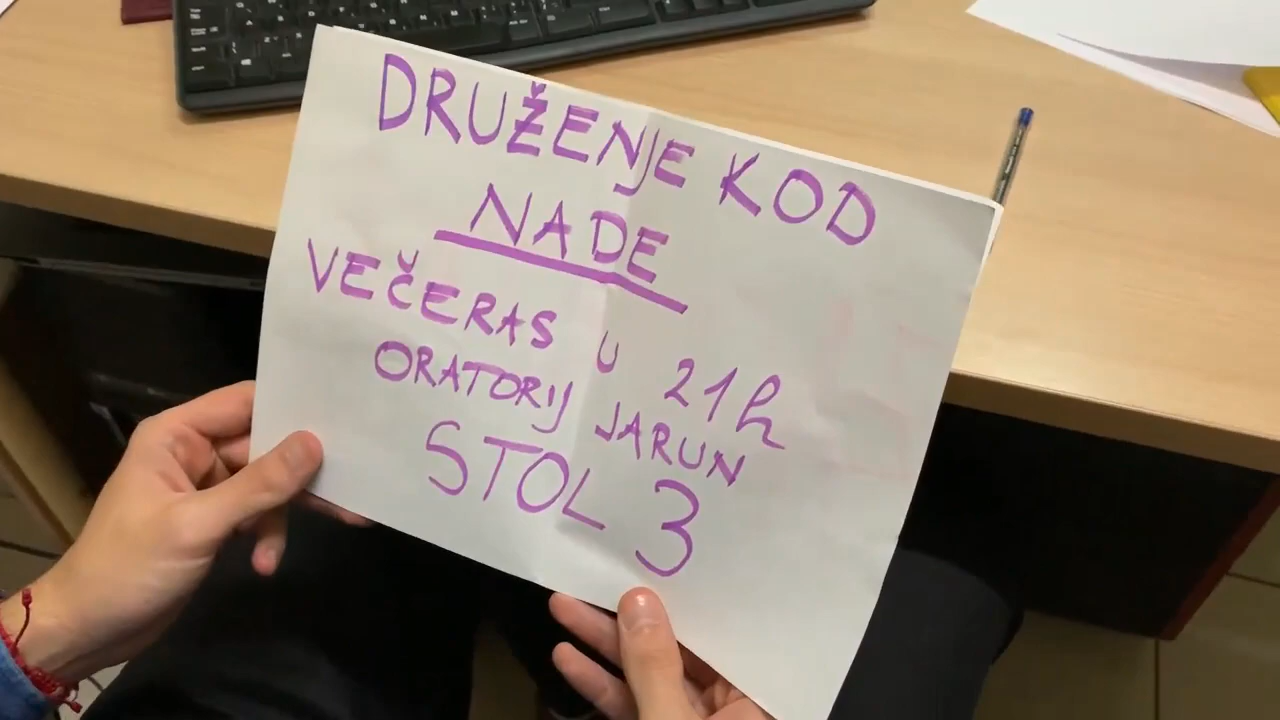 DRUŽENJE KOD
NADE
VEČERAS U 21h
ORATORIJ JARUN
STOL 3